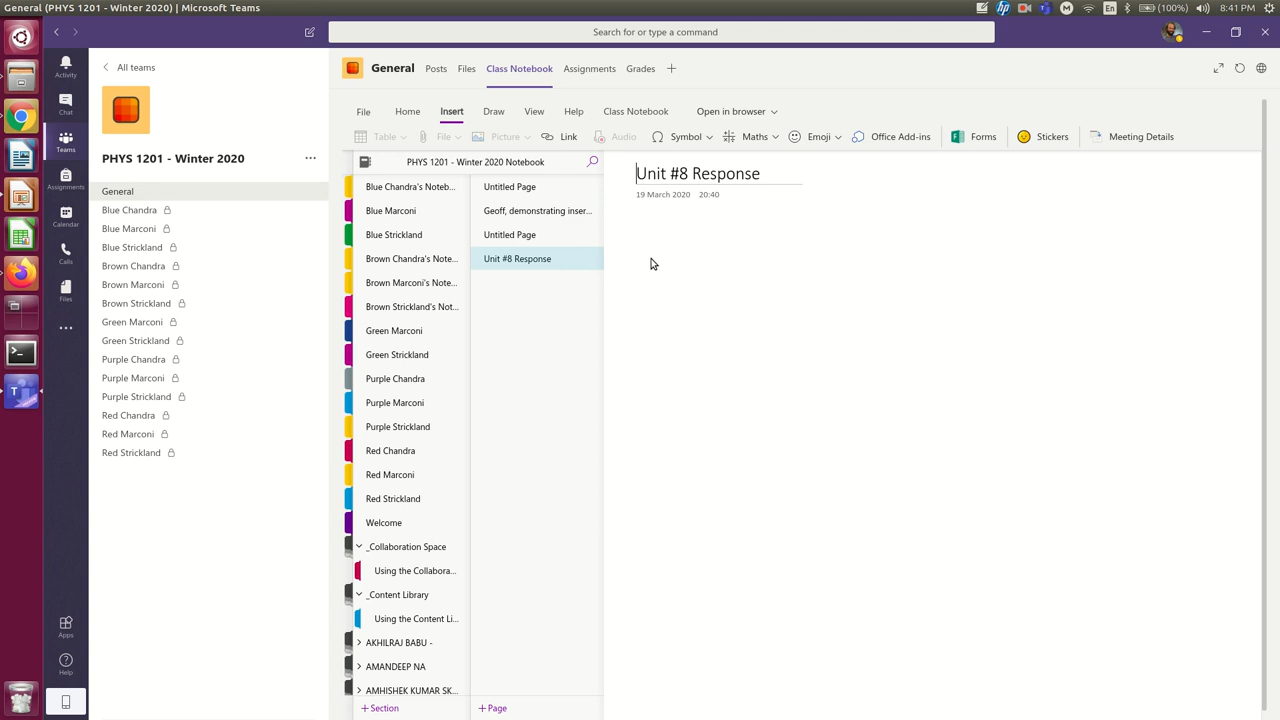 General (PHYS 1201 - Winter 2020) | Microsoft Teams
En
(100%)
8:41 PM
Search for or type a command
Activity
Chat
Teams
Assignments
Calendar
Calls
Files
Apps
Help
All teams
PHYS 1201 - Winter 2020
General
Blue Chandra
Blue Marconi
Blue Strickland
Brown Chandra
Brown Marconi
Brown Strickland
Green Marconi
Green Strickland
Purple Chandra
Purple Marconi
Purple Strickland
Red Chandra
Red Marconi
Red Strickland
General
Posts
Files
Class Notebook
Assignments
Grades
File
Home
Insert
Draw
View
Help
Class Notebook
Open in browser
Table
File
Picture
Link
Audio
Symbol
Maths
Emoji
Office Add-ins
Forms
Stickers
Meeting Details
PHYS 1201 - Winter 2020 Notebook
Blue Chandra's Noteb...
Blue Marconi
Blue Strickland
Brown Chandra's Note...
Brown Marconi's Note...
Brown Strickland's Not...
Green Marconi
Green Strickland
Purple Chandra
Purple Marconi
Purple Strickland
Red Chandra
Red Marconi
Red Strickland
Welcome
_Collaboration Space
Using the Collabora...
_Content Library
Using the Content Li...
AKHILRAJ BABU -
AMANDEEP NA
AMHISHEK KUMAR SK...
+ Section
Untitled Page
Geoff, demonstrating inser...
Untitled Page
Unit #8 Response
+ Page
Unit #8 Response
19 March 2020 20:40